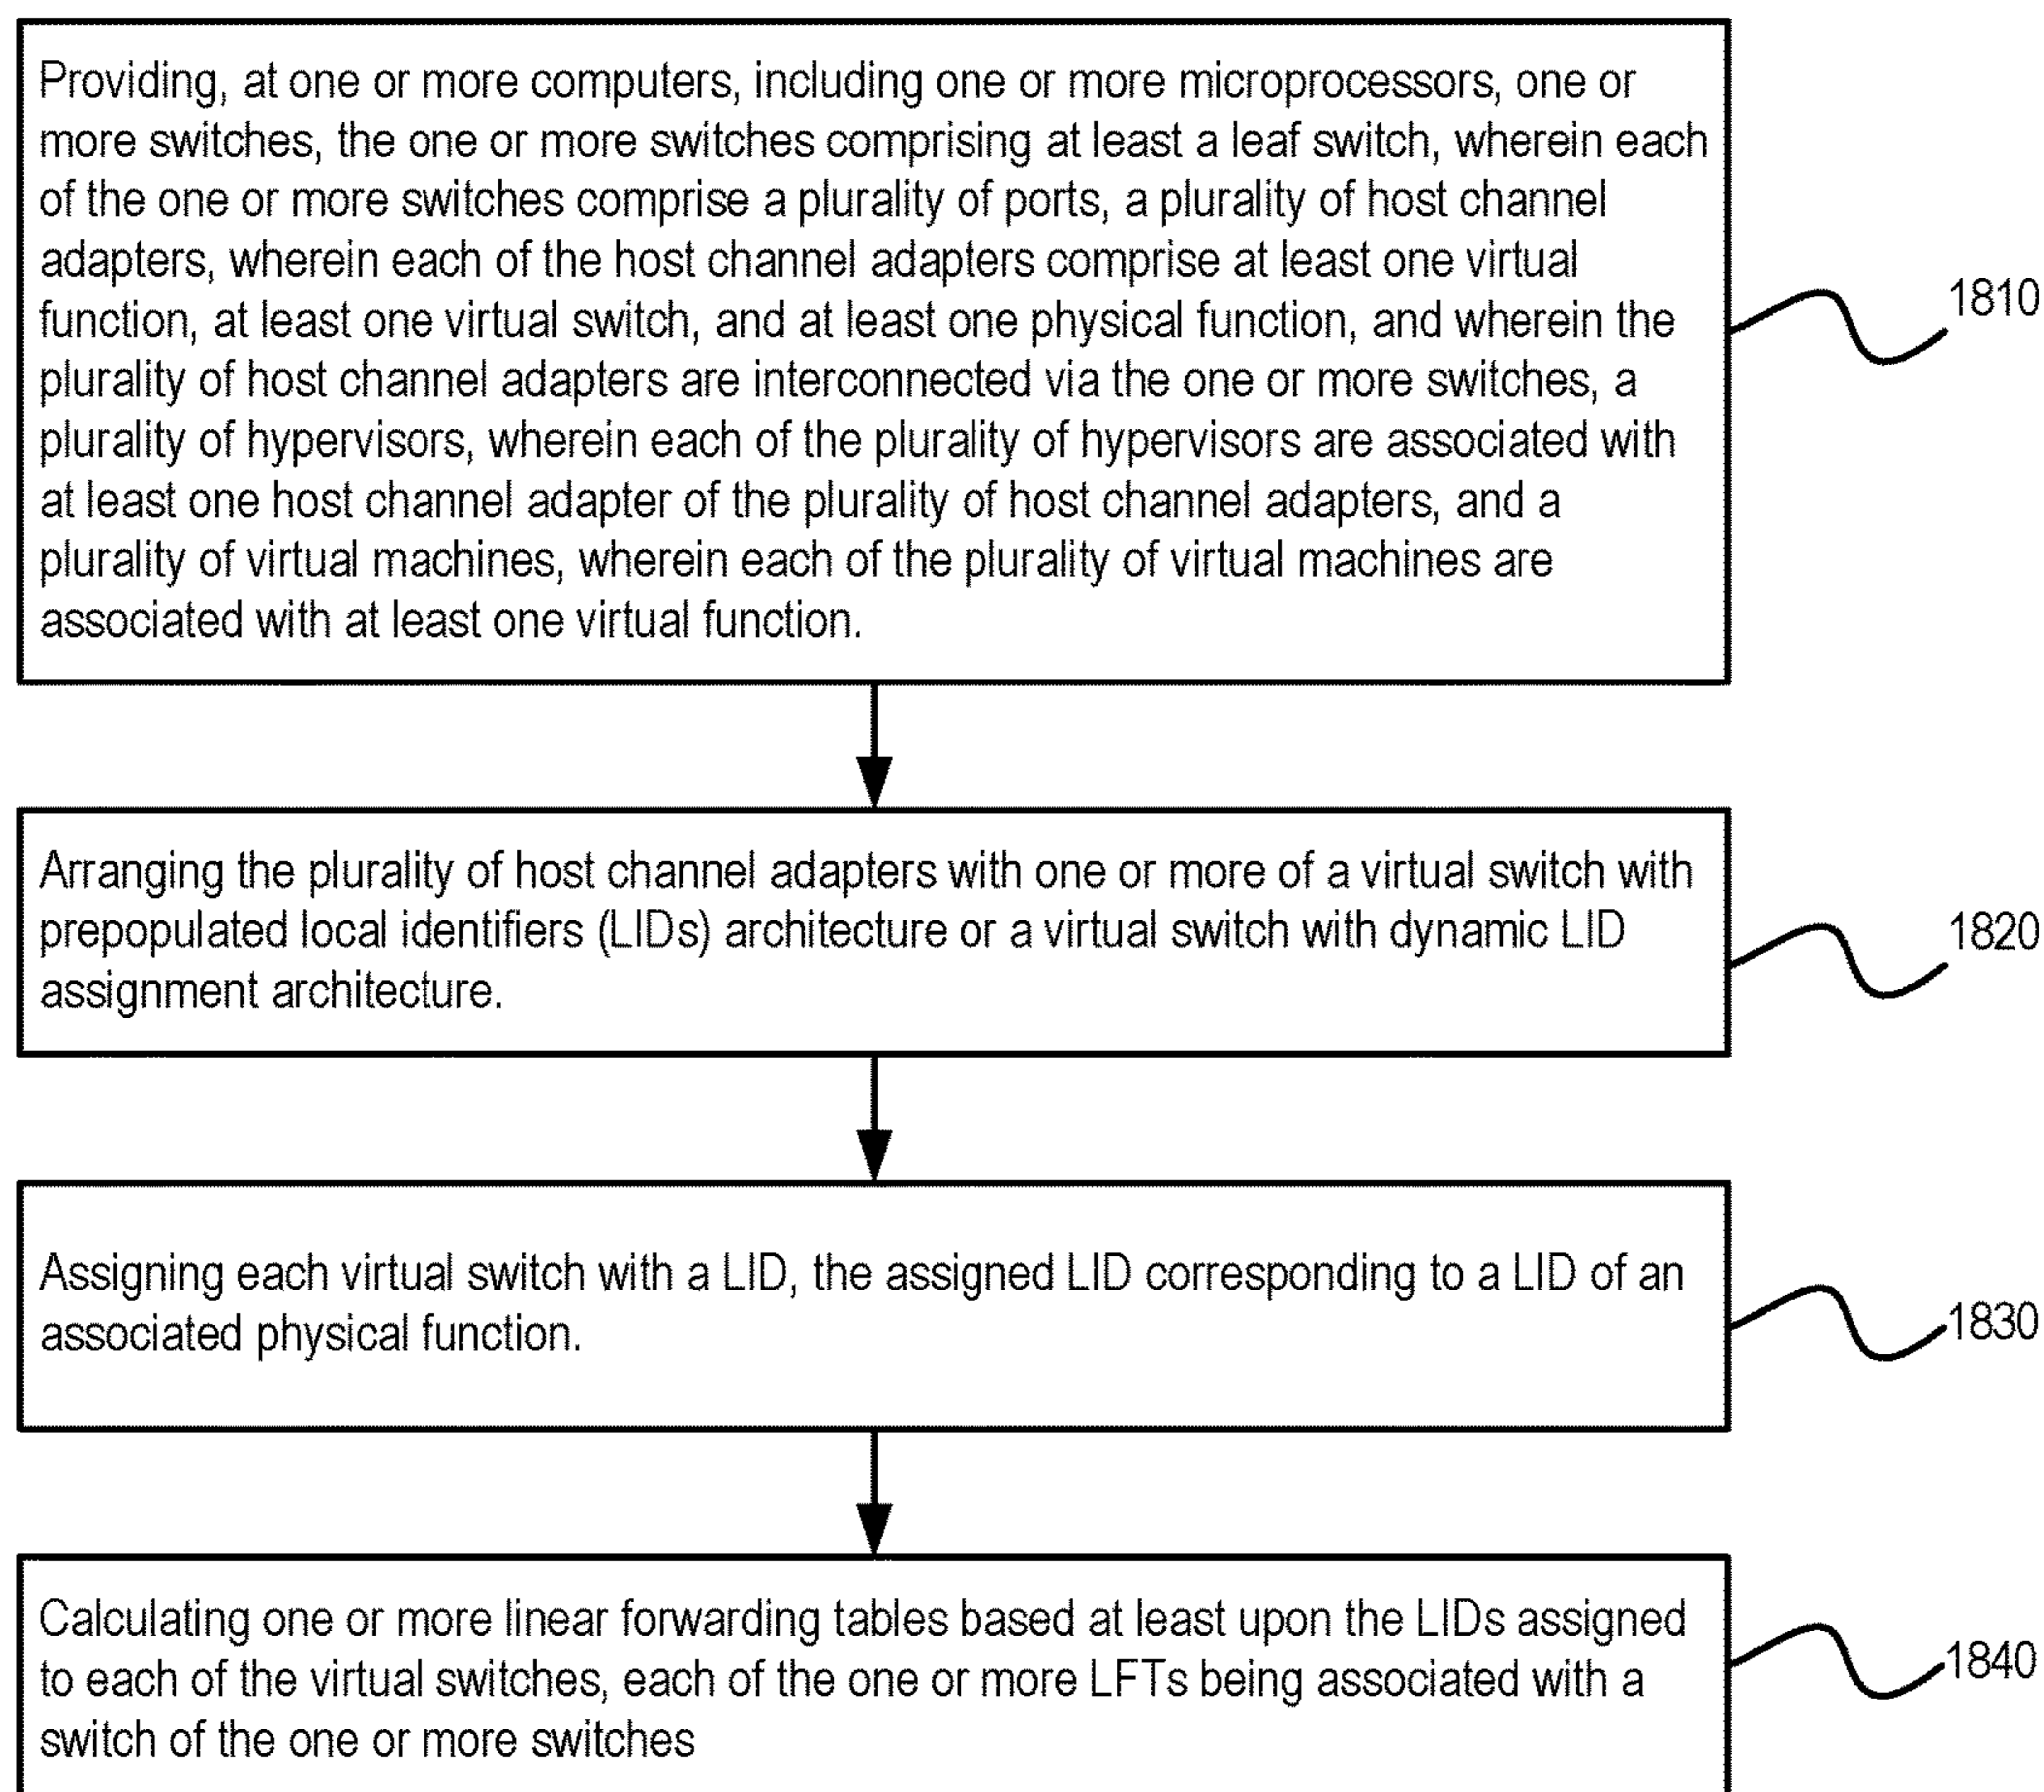 Providing, at one or more computers, including one or more microprocessors, one or
more switches, the one or more switches comprising at least a leaf switch, wherein each
of the one or more switches comprise a plurality of ports, a plurality of host channel
adapters, wherein each of the host channel adapters comprise at least one virtual
function, at least one virtual switch, and at least one physical function, and wherein the
plurality of host channel adapters are interconnected via the one or more switches, a
plurality of hypervisors, wherein each of the plurality of hypervisors are associated with
at least one host channel adapter of the plurality of host channel adapters, and a
plurality of virtual machines, wherein each of the plurality of virtual machines are
associated with at least one virtual function.
1810
Arranging the plurality of host channel adapters with one or more of a virtual switch with
prepopulated local identifiers (LIDs) architecture or a virtual switch with dynamic LID
assignment architecture.
1820
Assigning each virtual switch with a LID, the assigned LID corresponding to a LID of an
associated physical function.
1830
Calculating one or more linear forwarding tables based at least upon the LIDs assigned
to each of the virtual switches, each of the one or more LFTs being associated with a
switch of the one or more switches
1840